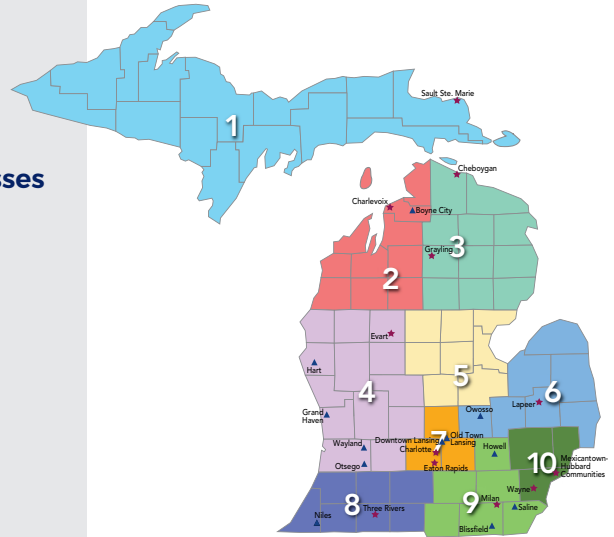 sses
Sault Ste. Marie
1
Cheboygan
Charlevoix
Boyne City
Grayling
3
2
Evart
Hart
5
4
6
Lapeer
Grand
Haven
Owosso
7
Old Town
Lansing
Downtown Lansing
Charlotte
Wayland
Howell
Otsego
Eaton Rapids
10
Mexicantown-
Hubbard
Communities
Wayne
8
Three Rivers
9
Milan
Saline
Niles
Blissfield